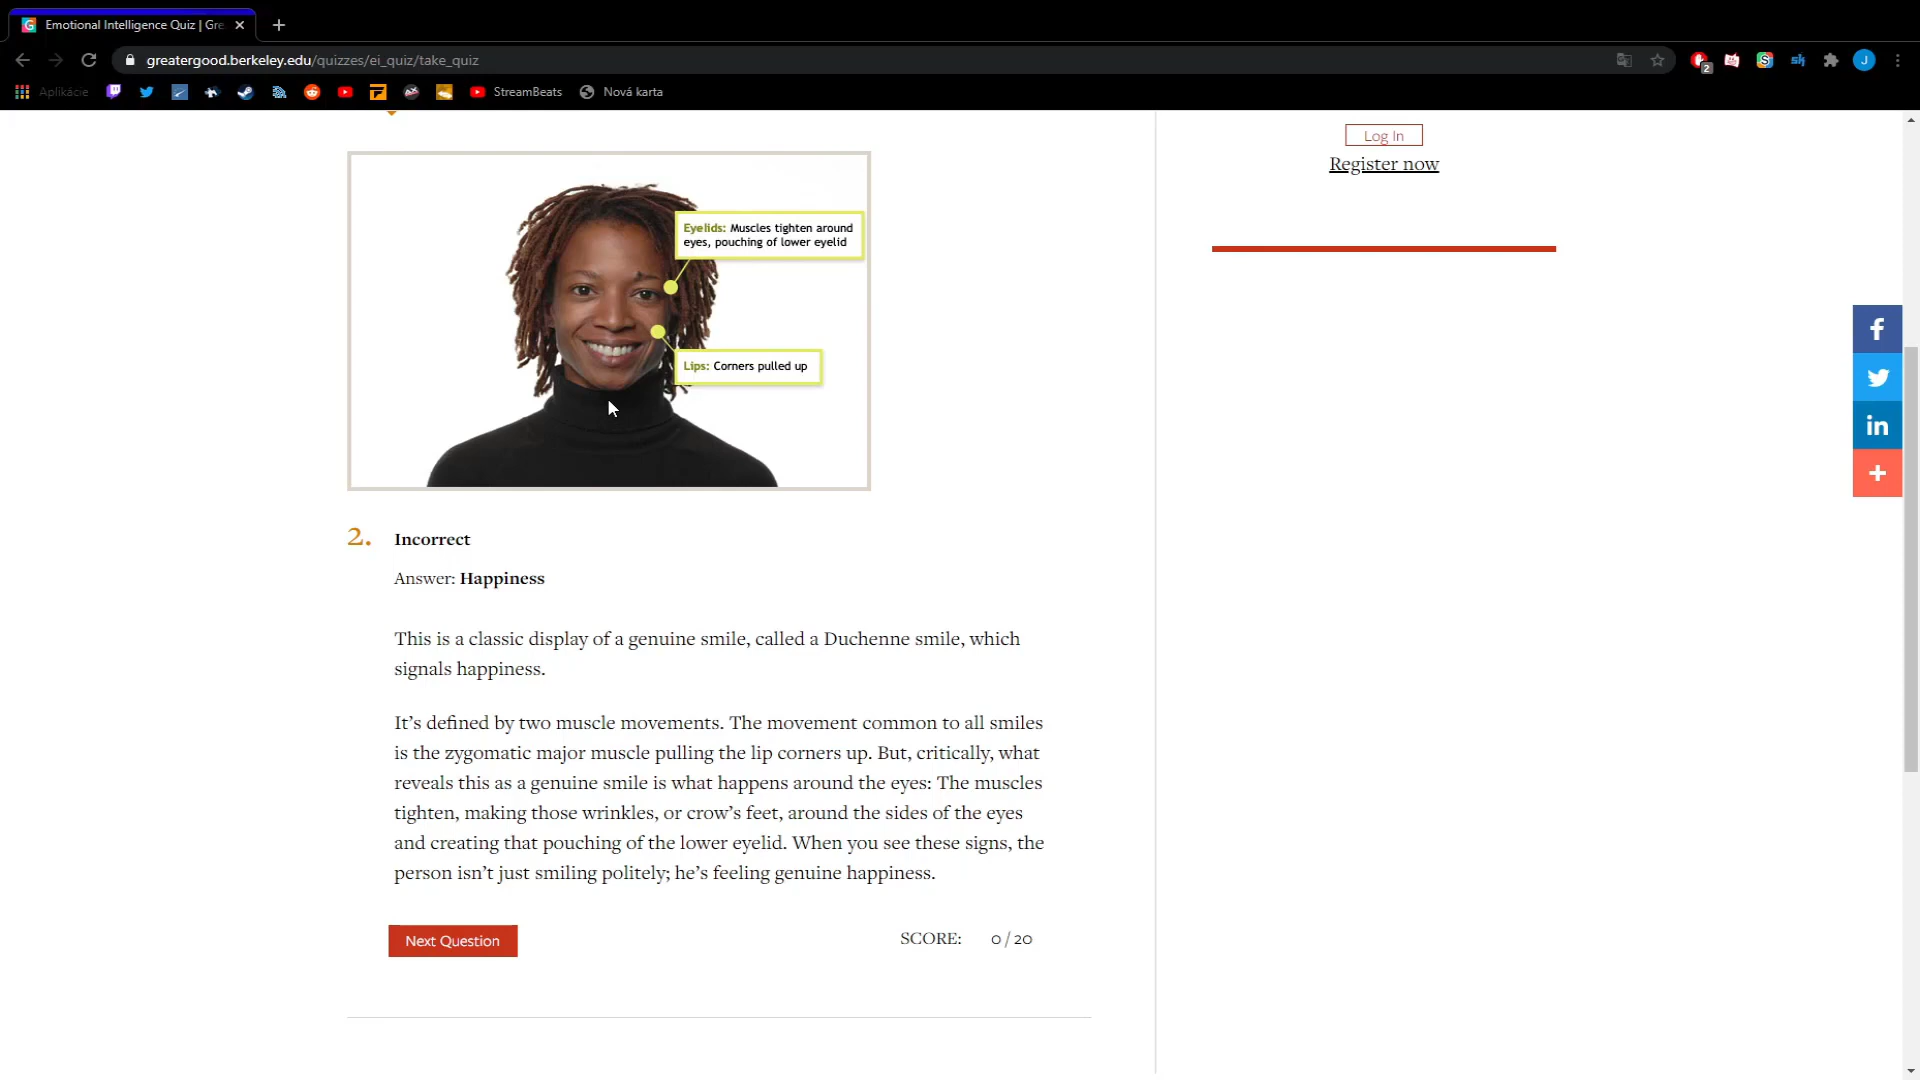 Emotional Intelligence Quiz | Gre
greatergood.berkeley.edu/quizzes/ei_quiz/take_quiz
2
J
Aplikácie
StreamBeats
Nová karta
Log In
Register now
Eyelids: Muscles tighten around
eyes, pouching of lower eyelid
Lips: Corners pulled up
2. Incorrect
Answer: Happiness
This is a classic display of a genuine smile, called a Duchenne smile, which
signals happiness.
It's defined by two muscle movements. The movement common to all smiles
is the zygomatic major muscle pulling the lip corners up. But, critically, what
reveals this as a genuine smile is what happens around the eyes: The muscles
tighten, making those wrinkles, or crow's feet, around the sides of the eyes
and creating that pouching of the lower eyelid. When you see these signs, the
person isn't just smiling politely; he's feeling genuine happiness.
Next Question
SCORE: 0 / 20